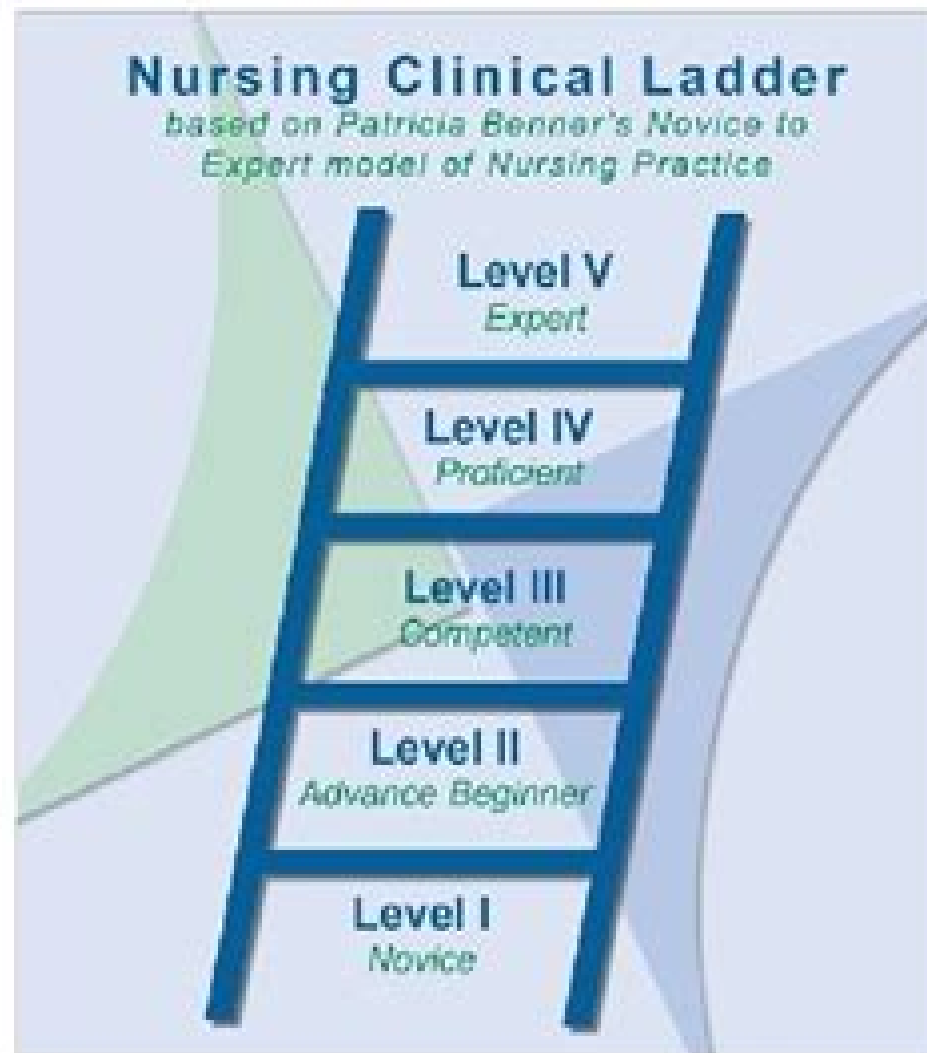 Nursing Clinical Ladder
based on Patricia Benner's Novice to
Expert model of Nursing Practice
Level V
Expert
Level IV
Proficient
Level III
Competent
Level II
Advance Beginner
Level I
Novice